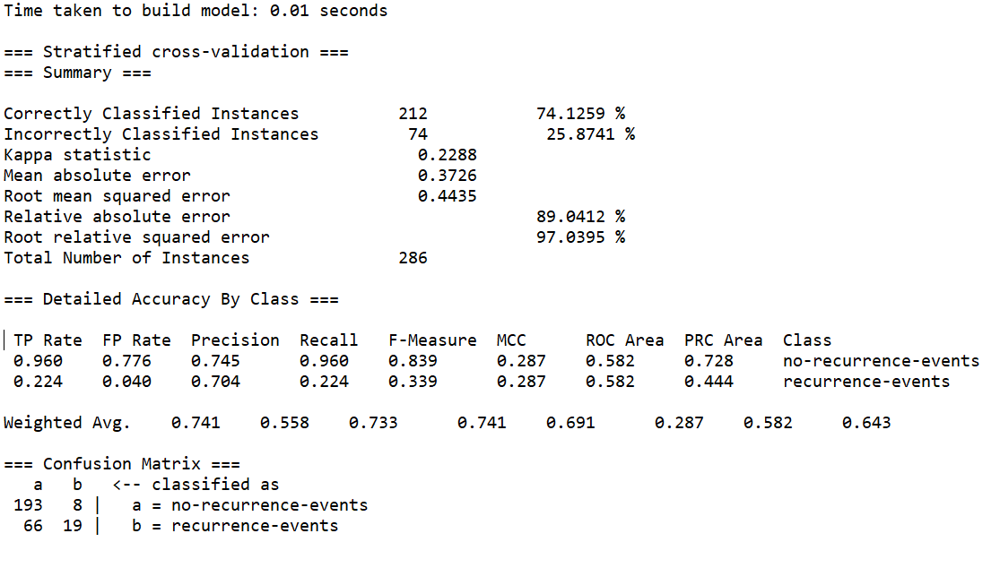 Time taken to build model: 0.01 seconds
=== Stratified cross-validation ===
=== Summary ===
Correctly Classified Instances 212 74.1259 %
Incorrectly Classified Instances 74 25.8741 %
Kappa statistic 0.2288
Mean absolute error 0.3726
Root mean squared error 0.4435
Relative absolute error 89.0412 %
Root relative squared error 97.0395 %
Total Number of Instances 286
=== Detailed Accuracy By Class ===
TP Rate FP Rate Precision Recall F-Measure MCC ROC Area PRC Area Class
0.960 0.776 0.745 0.960 0.839 0.287 0.582 0.728 no-recurrence-events
0.224 0.040 0.704 0.224 0.339 0.287 0.582 0.444 recurrence-events
Weighted Avg. 0.741 0.558 0.733 0.741 0.691 0.287 0.582 0.643
=== Confusion Matrix ===
a b <-- classified as
193 8 | a = no-recurrence-events
66 19 | b = recurrence-events